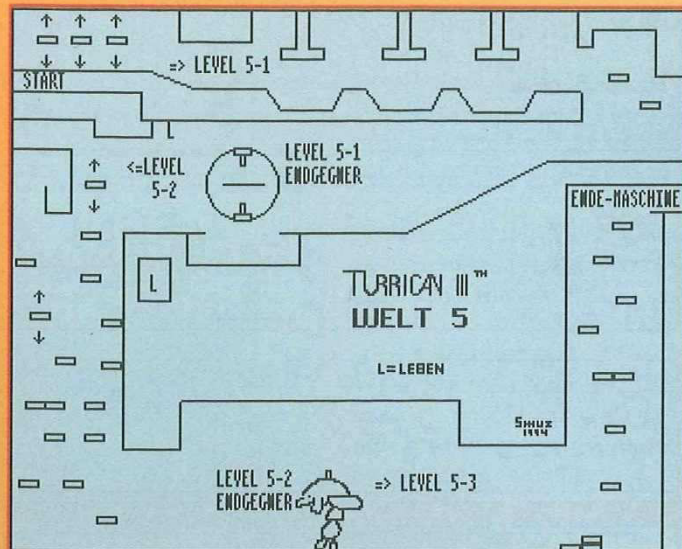 => LEVEL 5-1
START
LEVEL 5-1
ENDGEGNER
<=LEVEL
5-2
ENDE-MASCHINE
L
TURRICAN III™
WELT 5
L=LEBEN
1994
LEVEL 5-2
ENDGEGNER
=> LEVEL 5-3